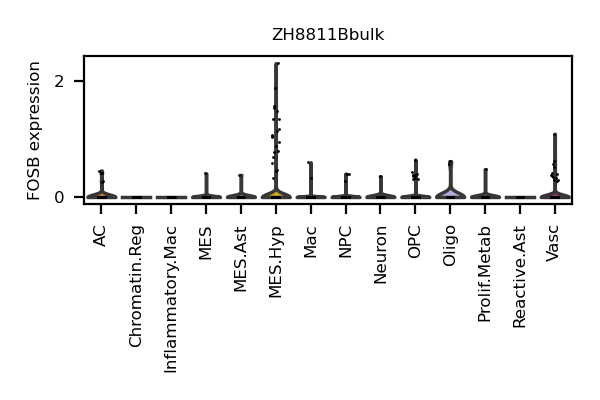 ZH8811Bbulk
FOSB expression
2
0
AC
Chromatin.Reg
Inflammatory.Mac
MES
MES.Ast
MES.Hyp
Mac
NPC
Neuron
OPC
Oligo
Prolif.Metab
Reactive.Ast
Vasc